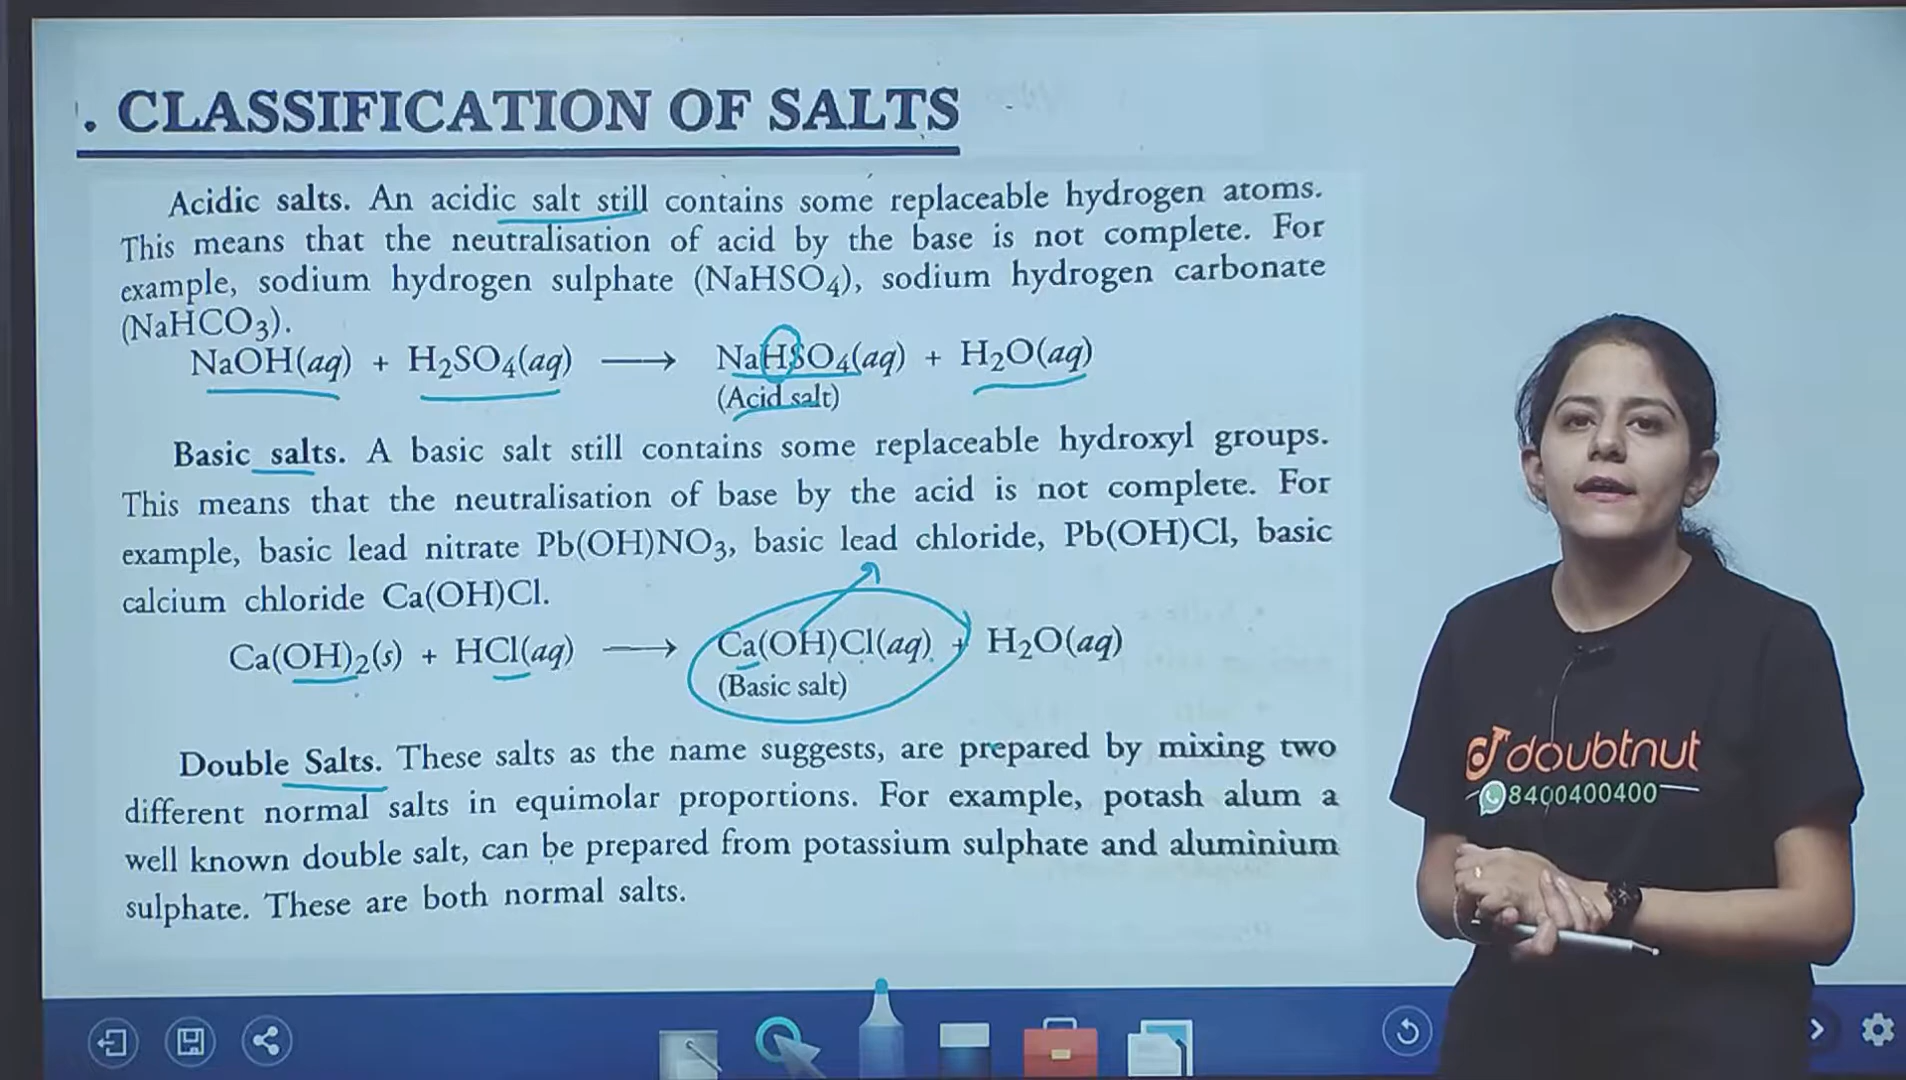 . CLASSIFICATION OF SALTS
Acidic salts. An acidic salt still contains some replaceable hydrogen atoms.
This means that the neutralisation of acid by the base is not complete. For
example, sodium hydrogen sulphate (NaHSO4), sodium hydrogen carbonate
(NaHCO3).
NaOH(aq) + H2SO4(aq) ⟶ NaHSO4(aq) + H2O(aq)
(Acid salt)
Basic salts. A basic salt still contains some replaceable hydroxyl groups.
This means that the neutralisation of base by the acid is not complete. For
example, basic lead nitrate Pb(OH)NO3, basic lead chloride, Pb(OH)Cl, basic
calcium chloride Ca(OH)Cl.
Ca(OH)2(s) + HCl(aq) ⟶ Ca(OH)Cl(aq) + H2O(aq)
(Basic salt)
Double Salts. These salts as the name suggests, are prepared by mixing two
different normal salts in equimolar proportions. For example, potash alum a
well known double salt, can be prepared from potassium sulphate and aluminium
sulphate. These are both normal salts.
doubtnut
8400400400